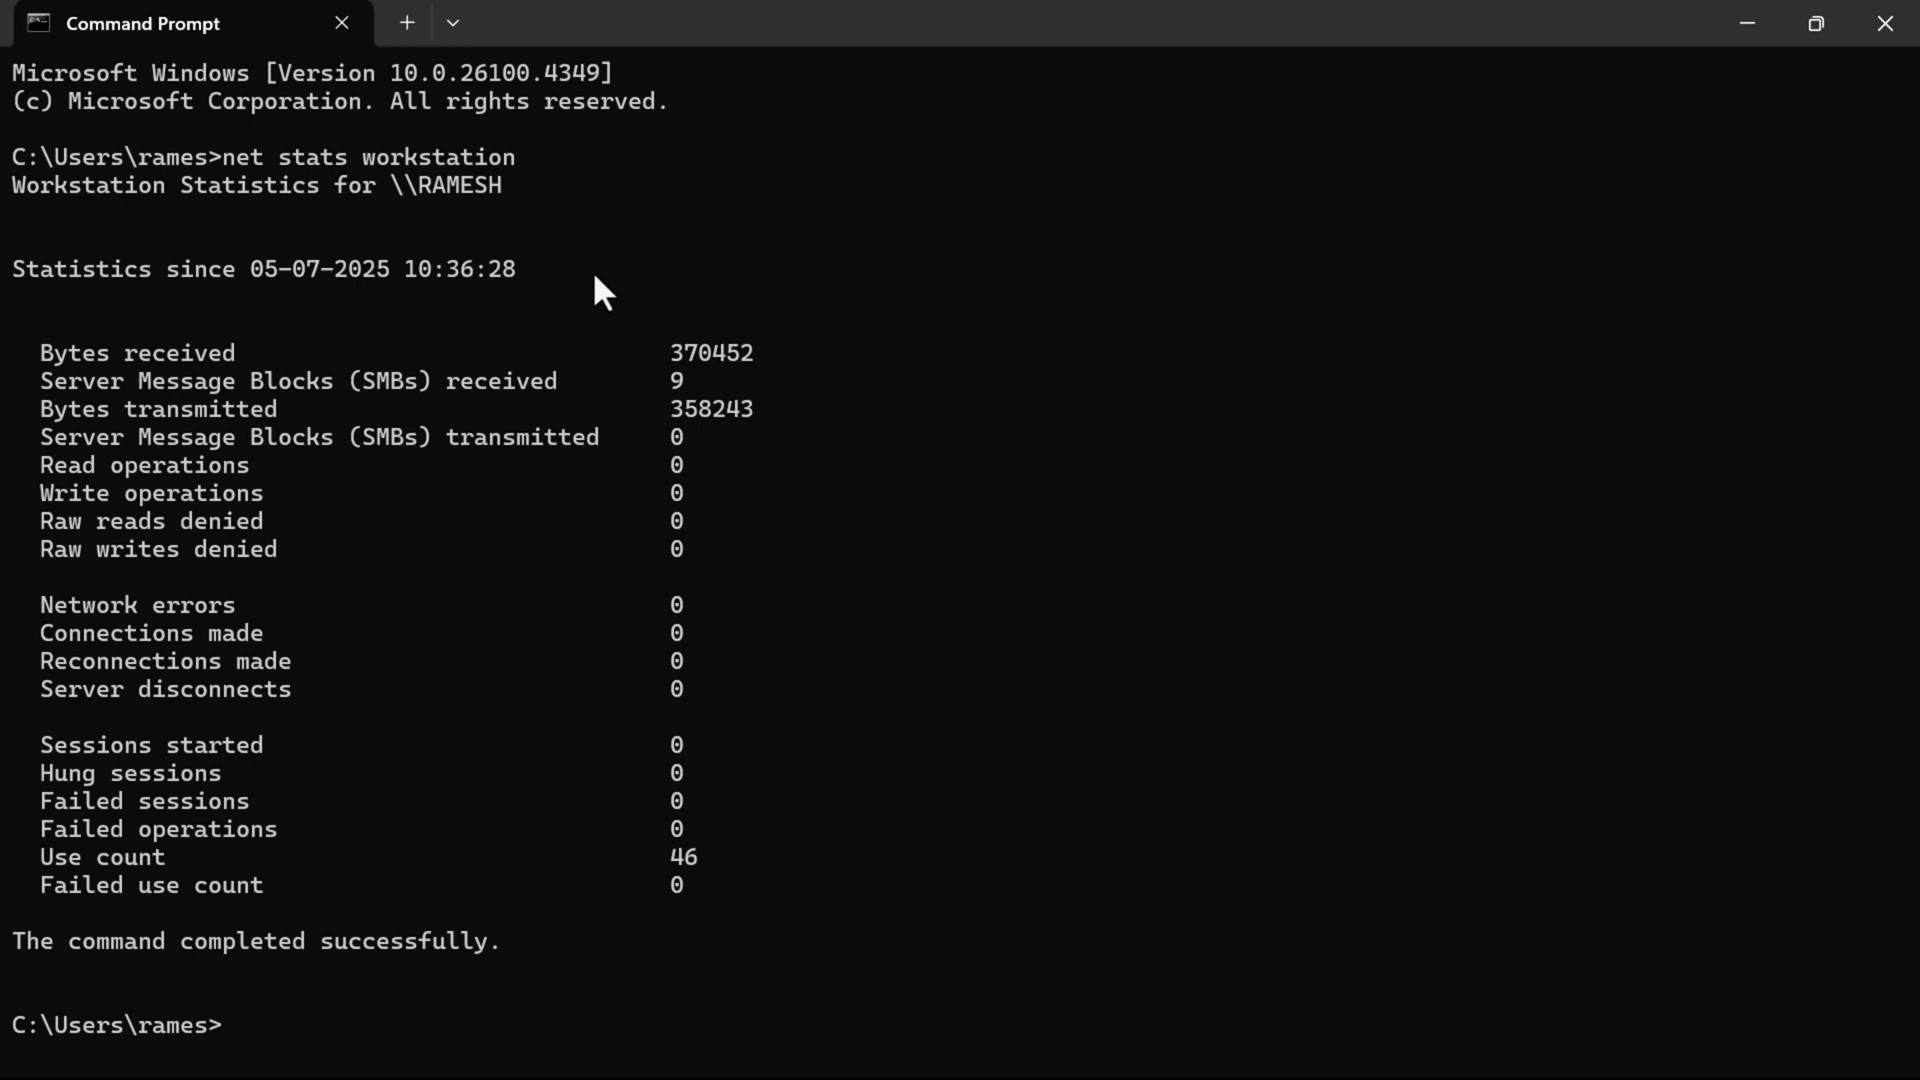 Command Prompt
Microsoft Windows [Version 10.0.26100.4349]
(c) Microsoft Corporation. All rights reserved.
C:\Users\rames>net stats workstation
Workstation Statistics for \\RAMESH
Statistics since 05-07-2025 10:36:28
Bytes received 370452
Server Message Blocks (SMBs) received 9
Bytes transmitted 358243
Server Message Blocks (SMBs) transmitted 0
Read operations 0
Write operations 0
Raw reads denied 0
Raw writes denied 0
Network errors 0
Connections made 0
Reconnections made 0
Server disconnects 0
Sessions started 0
Hung sessions 0
Failed sessions 0
Failed operations 0
Use count 46
Failed use count 0
The command completed successfully.
C:\Users\rames>